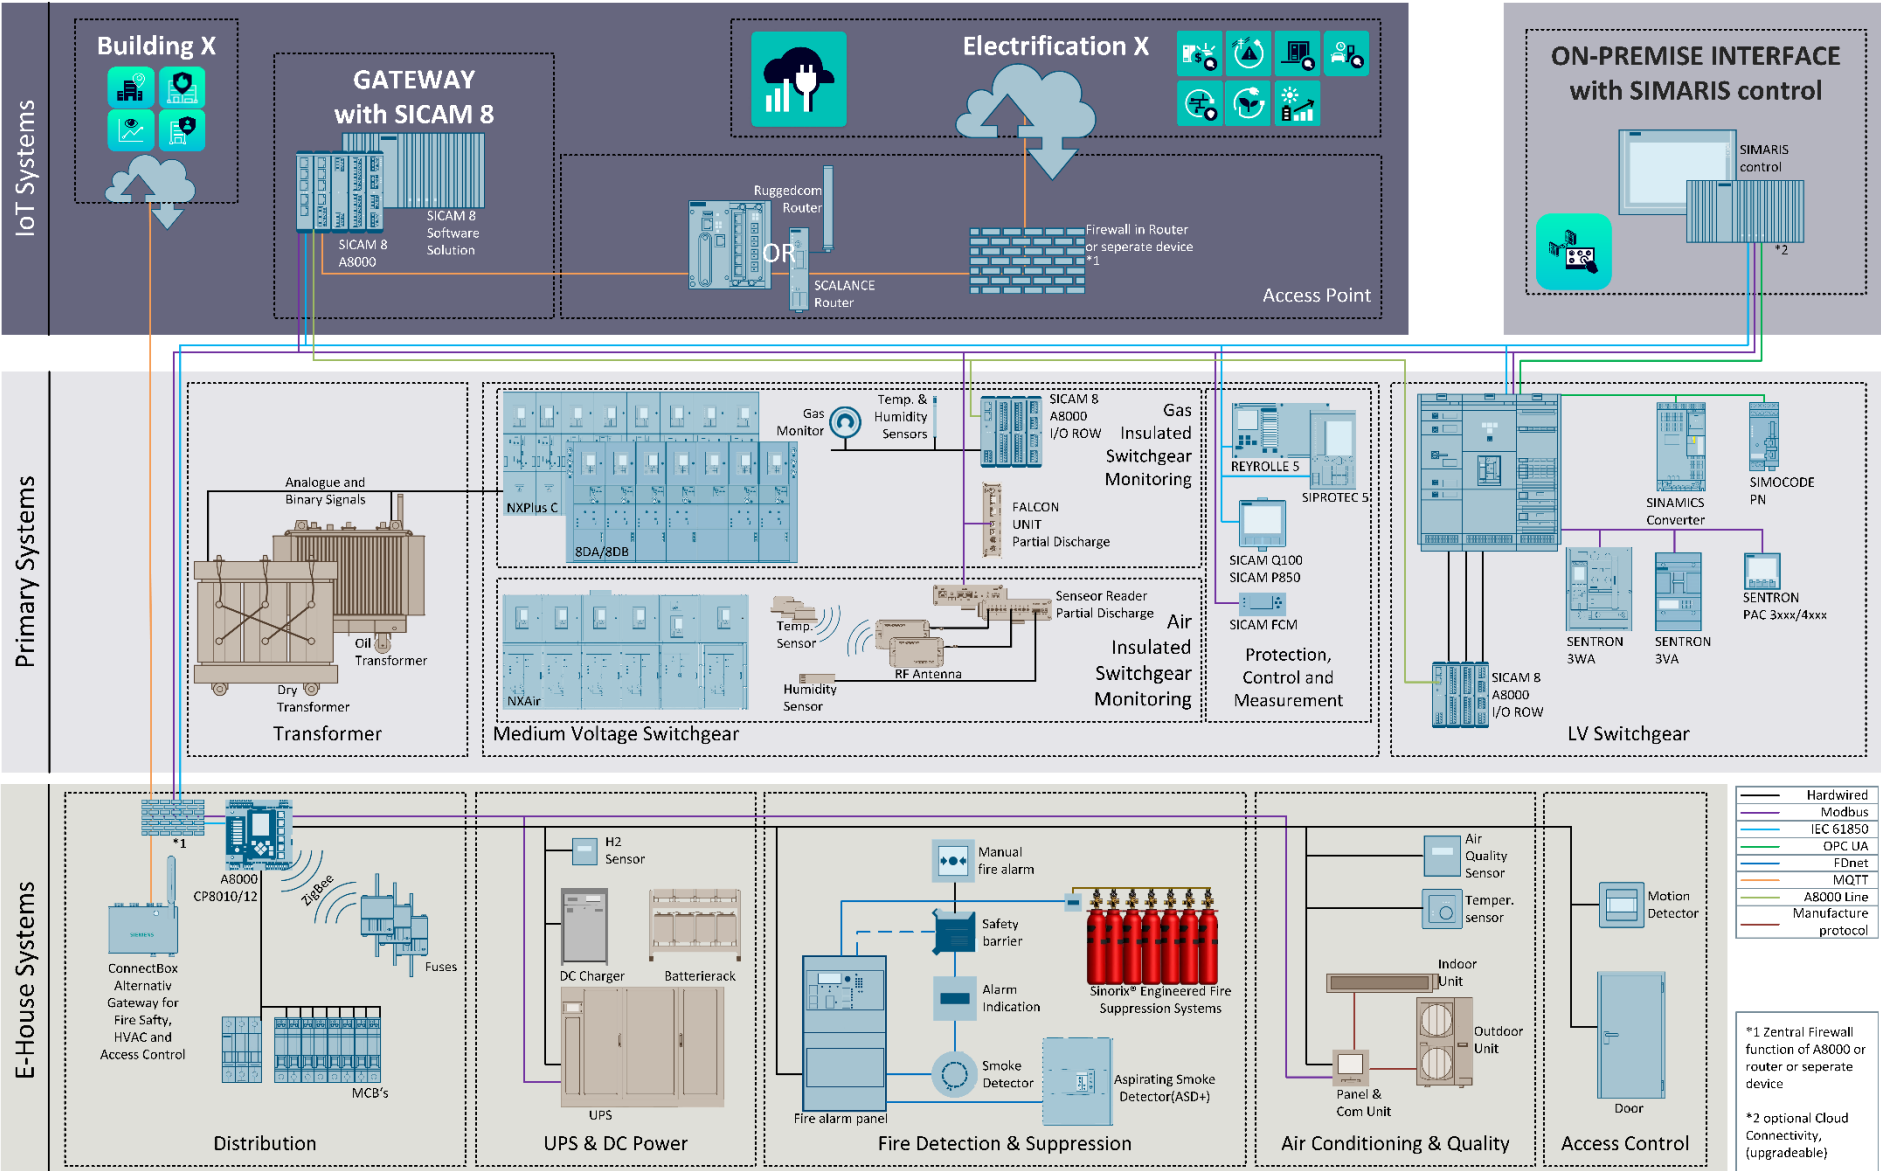 IoT Systems
Building X
GATEWAY
with SICAM 8
SICAM 8
Software
Solution
SICAM 8
A8000
Electrification X
Ruggedcom
Router
OR
SCALANCE
Router
Firewall in Router
or seperate device
*1
Access Point
ON-PREMISE INTERFACE
with SIMARIS control
SIMARIS
control
*2
Primary Systems
Analogue and
Binary Signals
Oil
Transformer
Dry
Transformer
Transformer
NXPlus C
8DA/8DB
Gas
Monitor
Temp. &
Humidity
Sensors
SICAM 8
A8000
I/O ROW
Gas
Insulated
Switchgear
Monitoring
FALCON
UNIT
Partial Discharge
NXAir
Temp.
Sensor
Humidity
Sensor
RF Antenna
Senseor Reader
Partial Discharge
Air
Insulated
Switchgear
Monitoring
Medium Voltage Switchgear
REYROLLE 5
SIPROTEC 5
SICAM Q100
SICAM P850
SICAM FCM
Protection,
Control and
Measurement
SINAMICS
Converter
SIMOCODE
PN
SENTRON
3WA
SENTRON
3VA
SENTRON
PAC 3xxx/4xxx
SICAM 8
A8000
I/O ROW
LV Switchgear
E-House Systems
*1
A8000
CP8010/12
ZigBee
SIEMENS
ConnectBox
Alternativ
Gateway for
Fire Safty,
HVAC and
Access Control
Fuses
MCB's
Distribution
H2
Sensor
DC Charger
Batterierack
UPS
UPS & DC Power
Manual
fire alarm
Safety
barrier
Alarm
Indication
Smoke
Detector
Fire alarm panel
Sinorix® Engineered Fire
Suppression Systems
Aspirating Smoke
Detector(ASD+)
Fire Detection & Suppression
Air
Quality
Sensor
Temper.
sensor
Indoor
Unit
Outdoor
Unit
Panel &
Com Unit
Air Conditioning & Quality
Motion
Detector
Door
Access Control
Hardwired
Modbus
IEC 61850
OPC UA
FDnet
MQTT
A8000 Line
Manufacture
protocol
*1 Zentral Firewall
function of A8000 or
router or seperate
device
*2 optional Cloud
Connectivity,
(upgradeable)